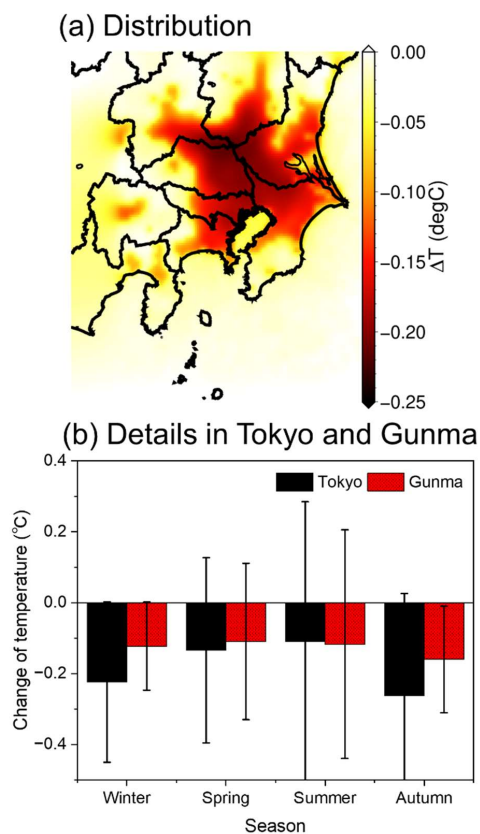 (a) Distribution
0.00
−0.05
−0.10
−0.15
−0.20
−0.25
ΔT (degC)
(b) Details in Tokyo and Gunma
Tokyo Gunma
0.4
0.2
0.0
−0.2
−0.4
Change of temperature (℃)
Winter Spring Summer Autumn
Season